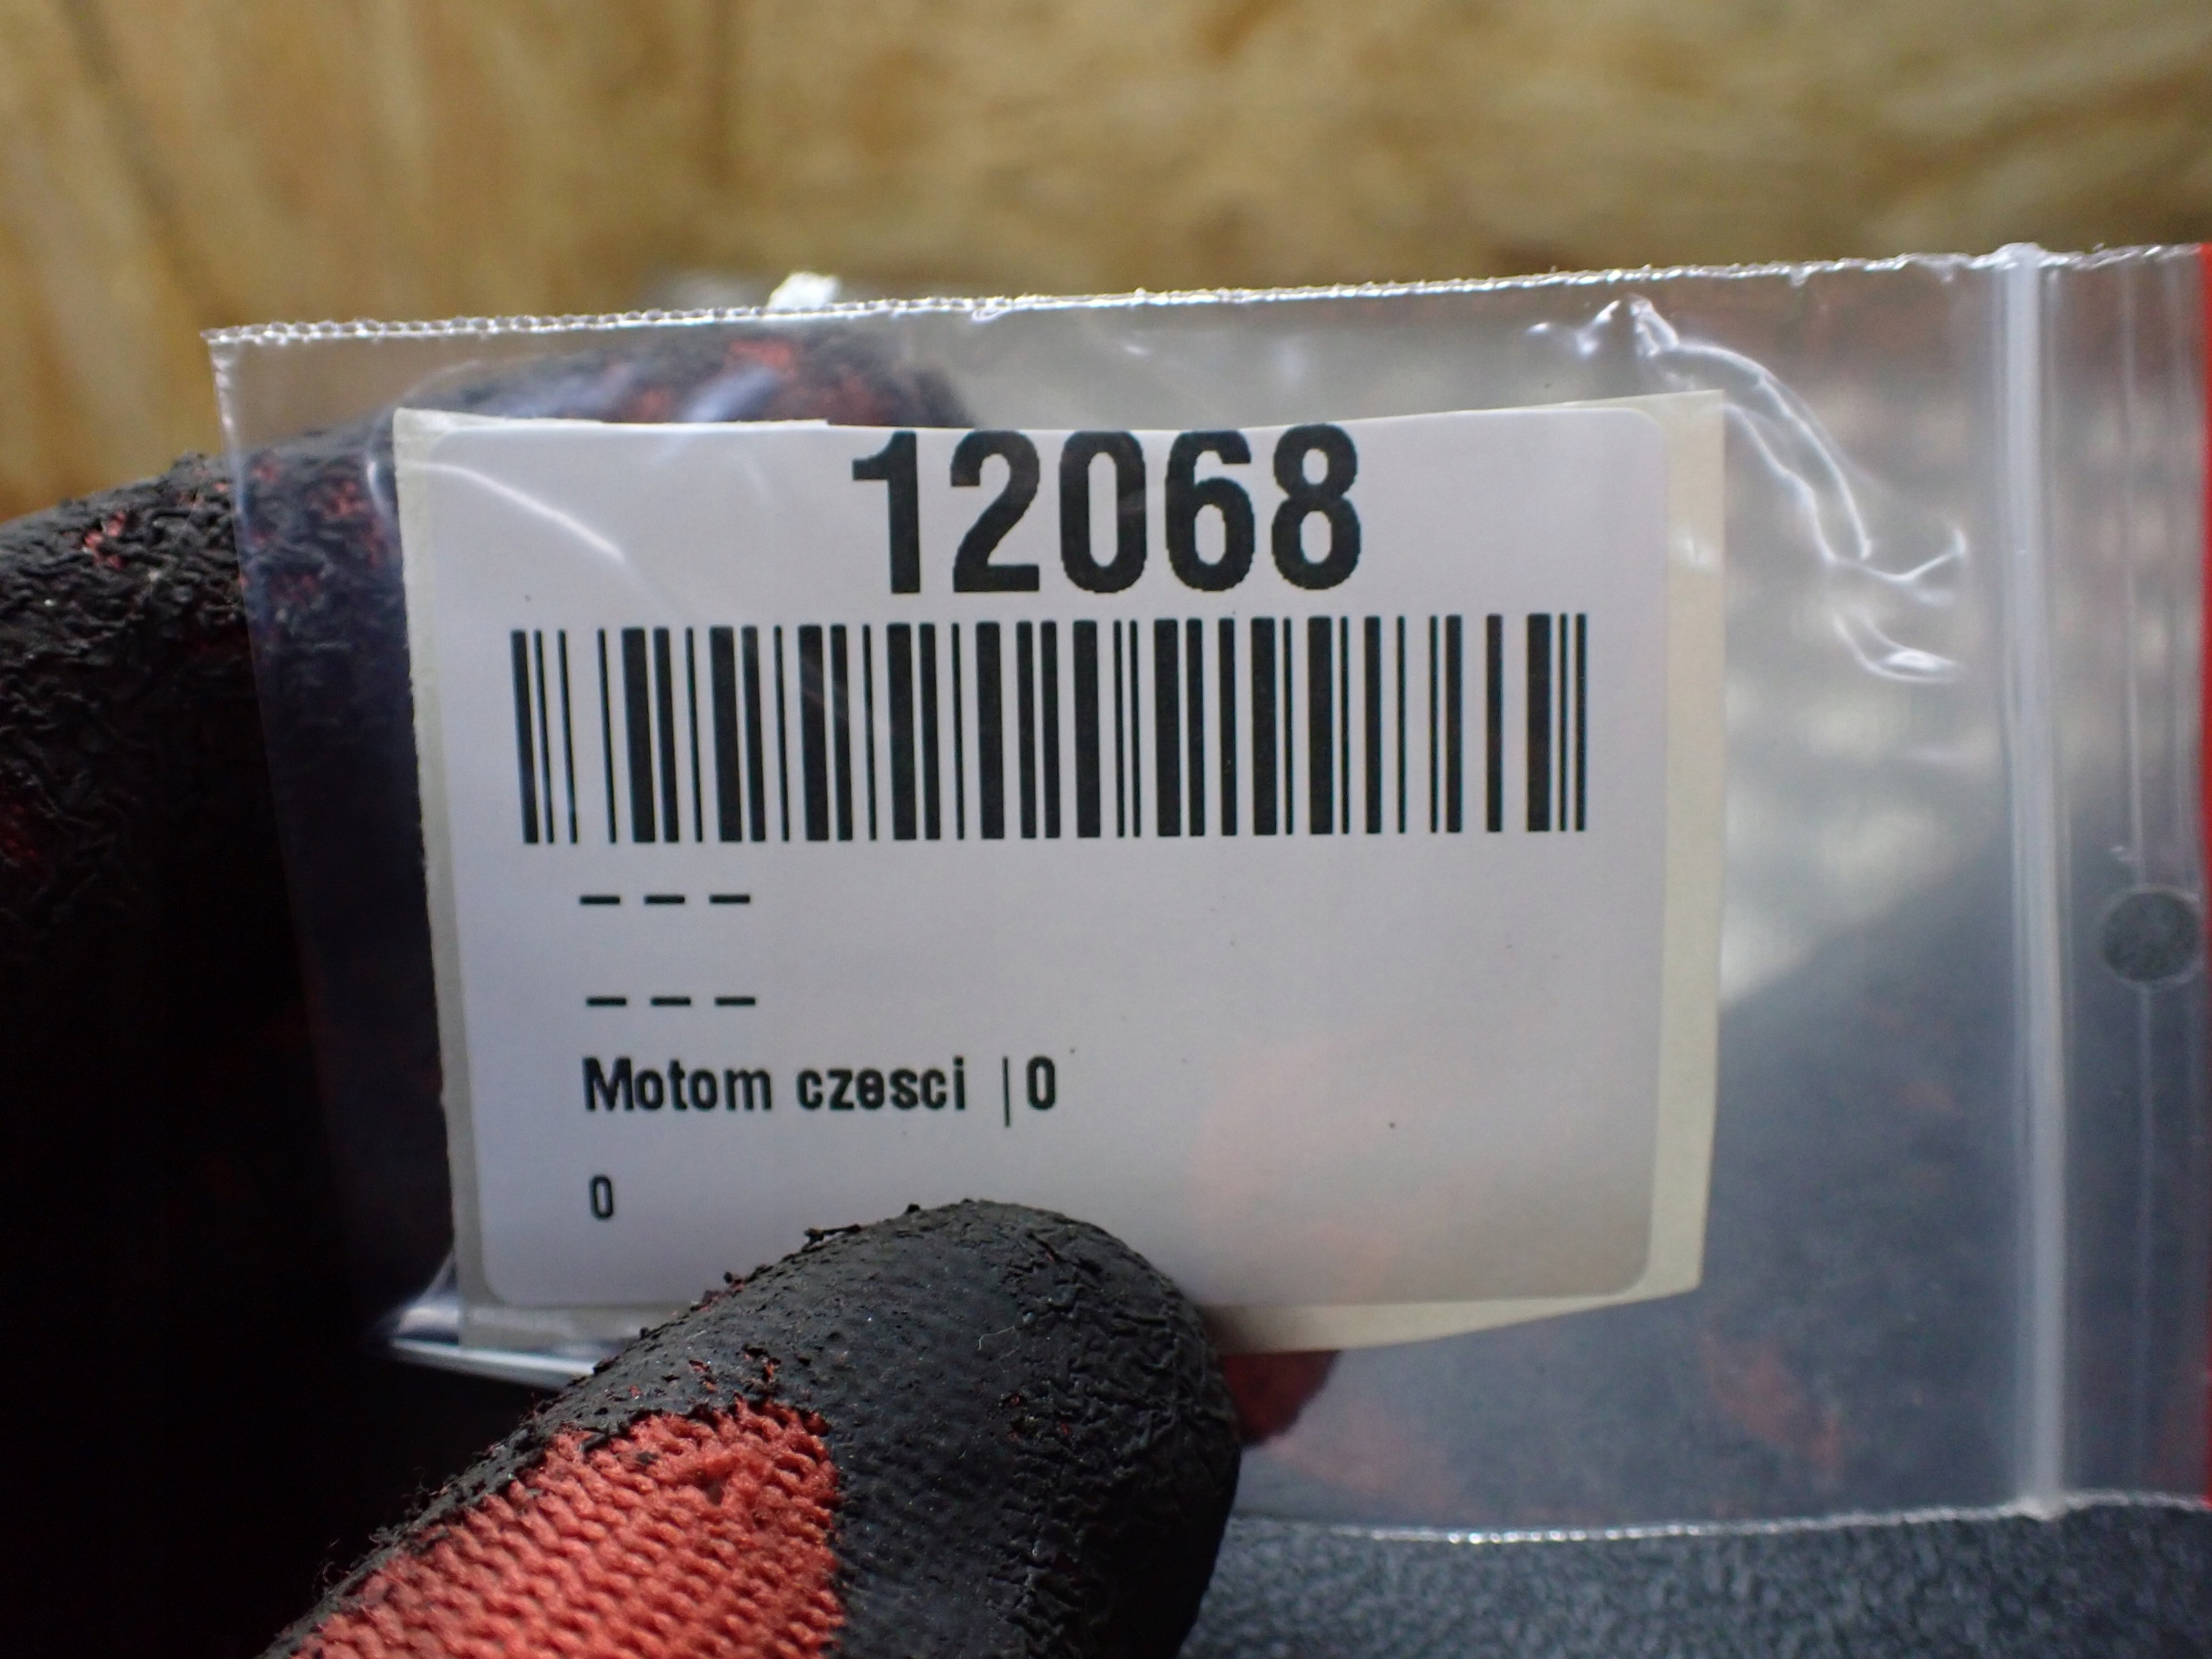 12068
– – –
– – –
Motom czesci | 0
0